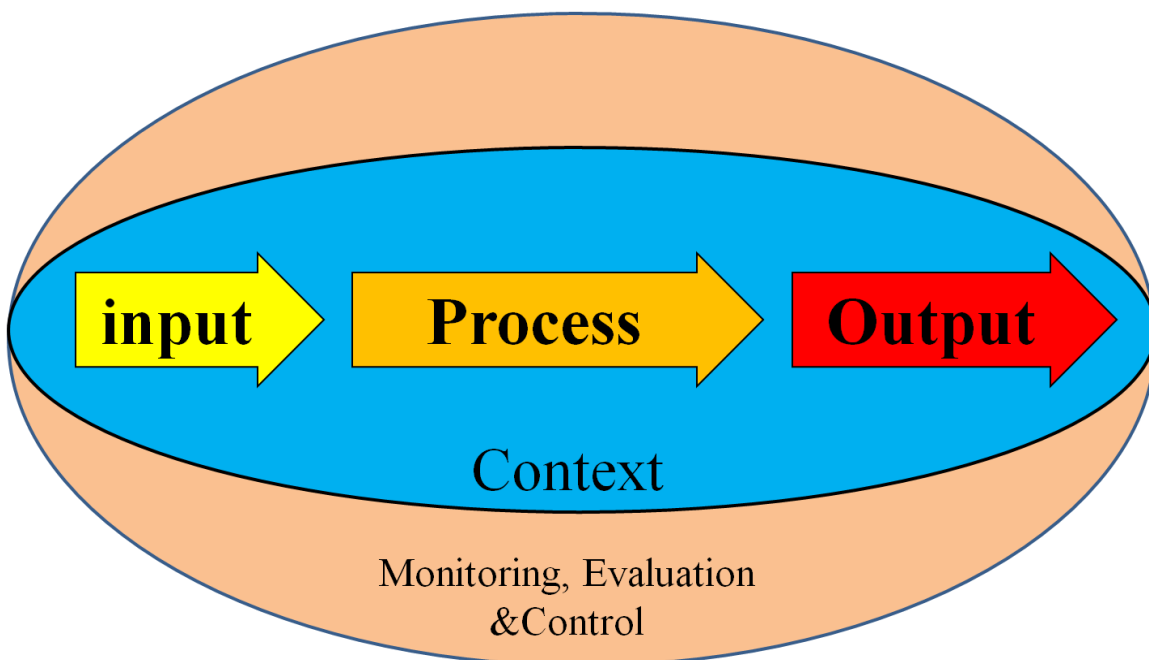 input Process Output
Context
Monitoring, Evaluation
&Control